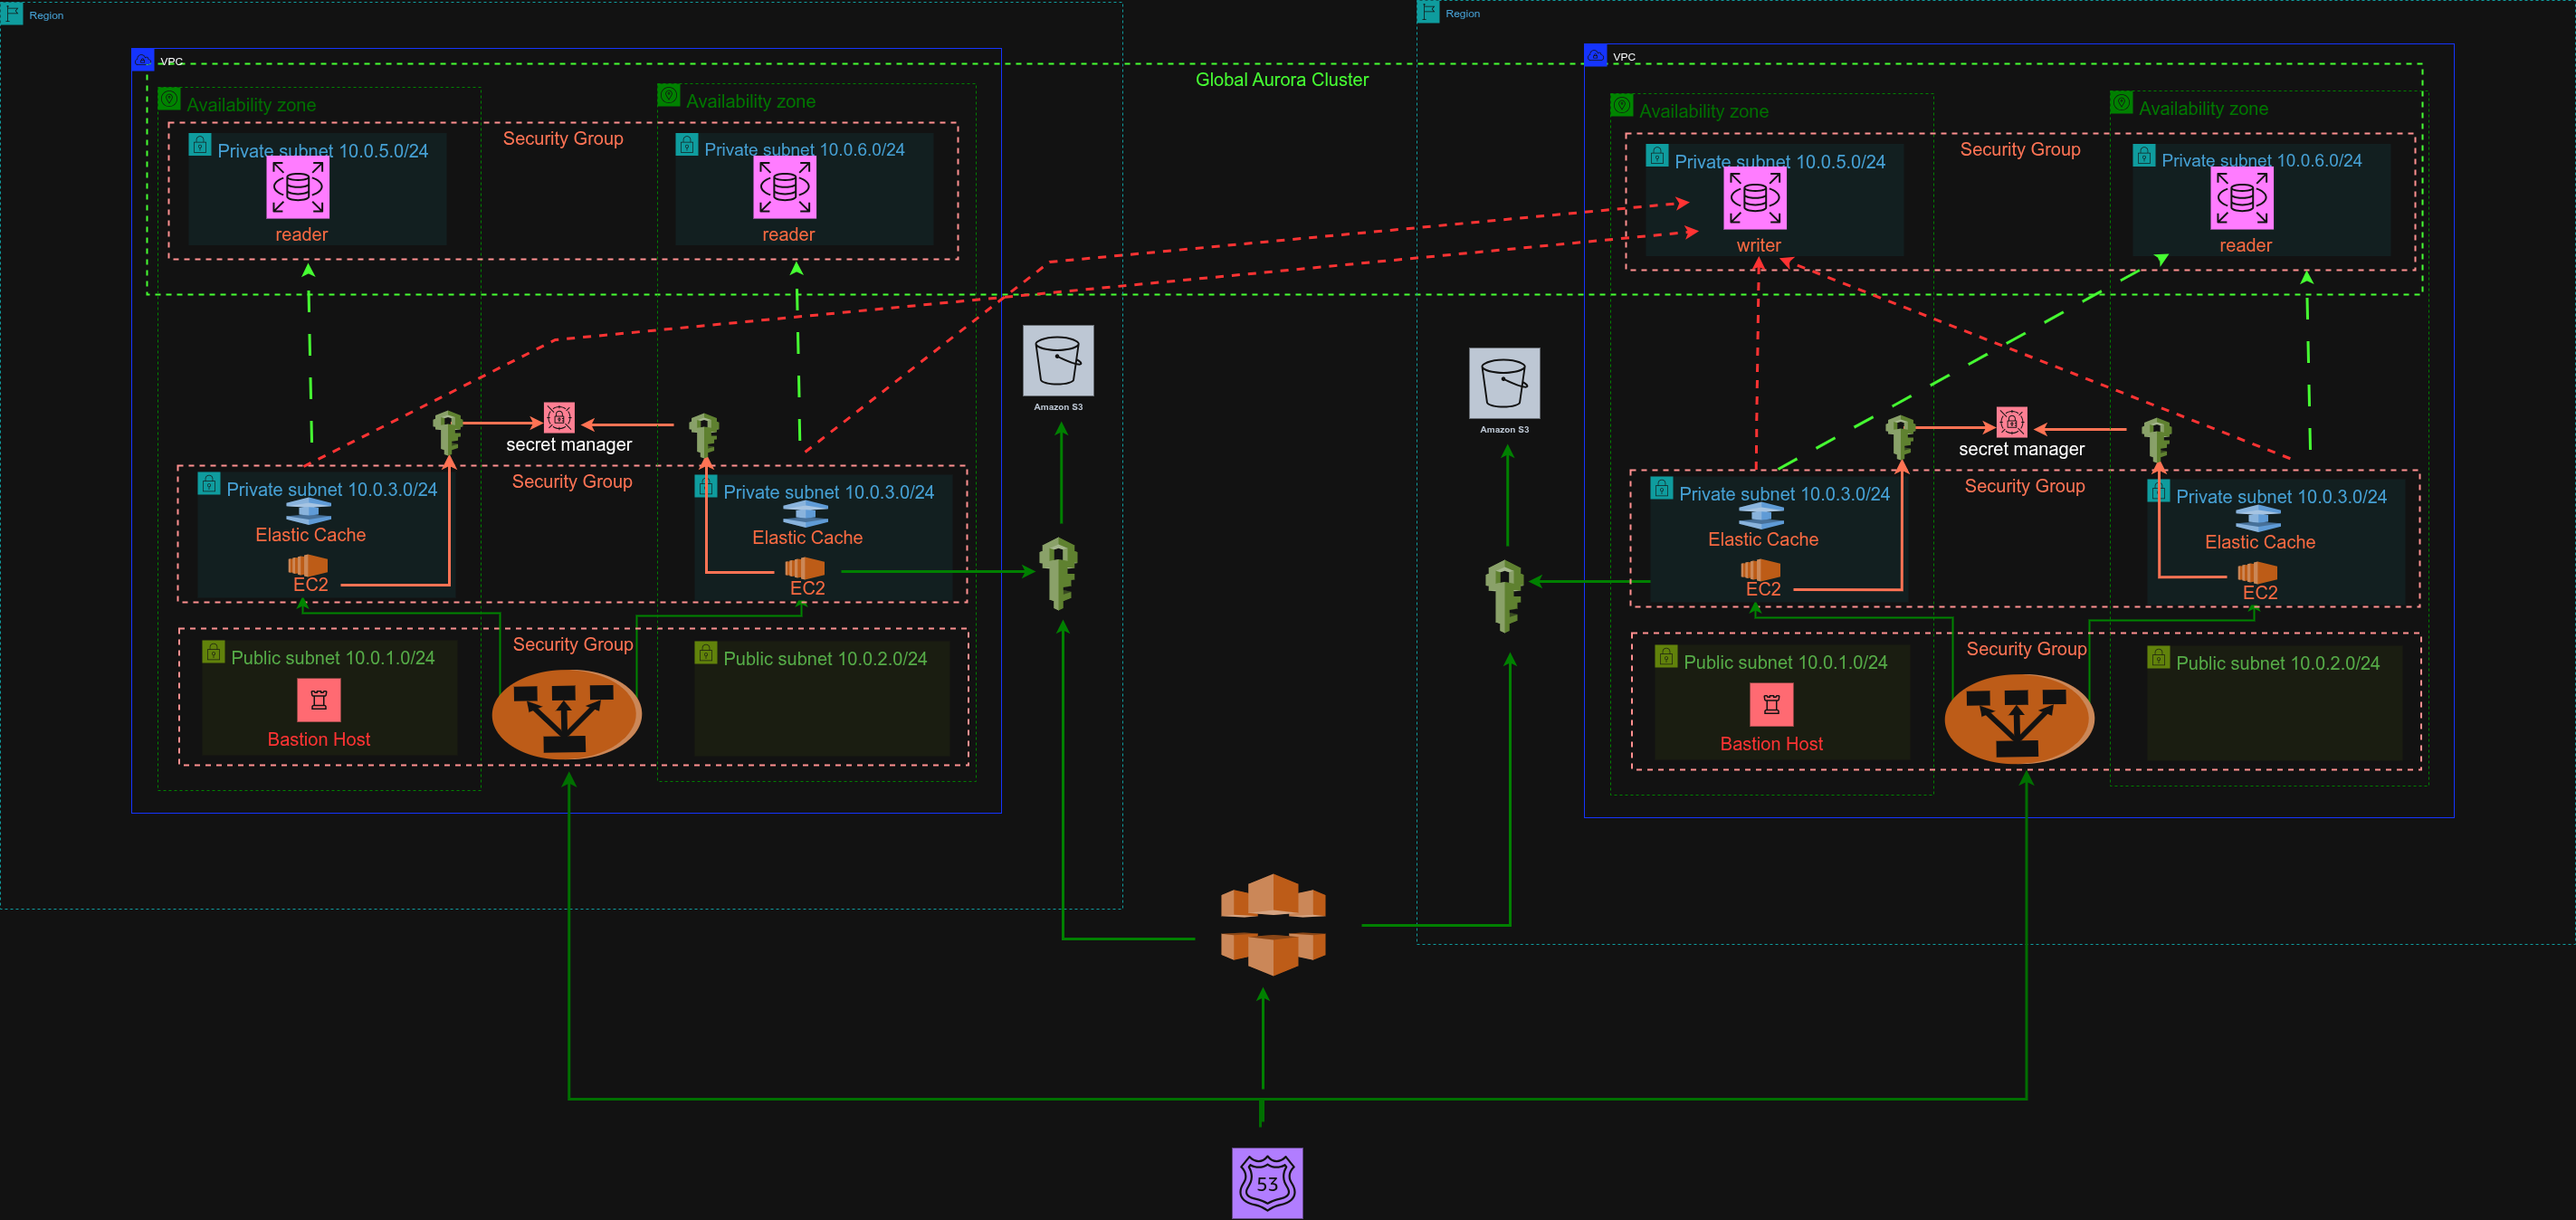 Region
VPC
Availability zone
Availability zone
Security Group
Private subnet 10.0.5.0/24
reader
Private subnet 10.0.6.0/24
reader
Global Aurora Cluster
Amazon S3
secret manager
Security Group
Private subnet 10.0.3.0/24
Elastic Cache
EC2
Private subnet 10.0.3.0/24
Elastic Cache
EC2
Security Group
Public subnet 10.0.1.0/24
Bastion Host
Public subnet 10.0.2.0/24
Region
VPC
Availability zone
Availability zone
Security Group
Private subnet 10.0.5.0/24
writer
Private subnet 10.0.6.0/24
reader
Amazon S3
secret manager
Security Group
Private subnet 10.0.3.0/24
Elastic Cache
EC2
Private subnet 10.0.3.0/24
Elastic Cache
EC2
Security Group
Public subnet 10.0.1.0/24
Bastion Host
Public subnet 10.0.2.0/24
53